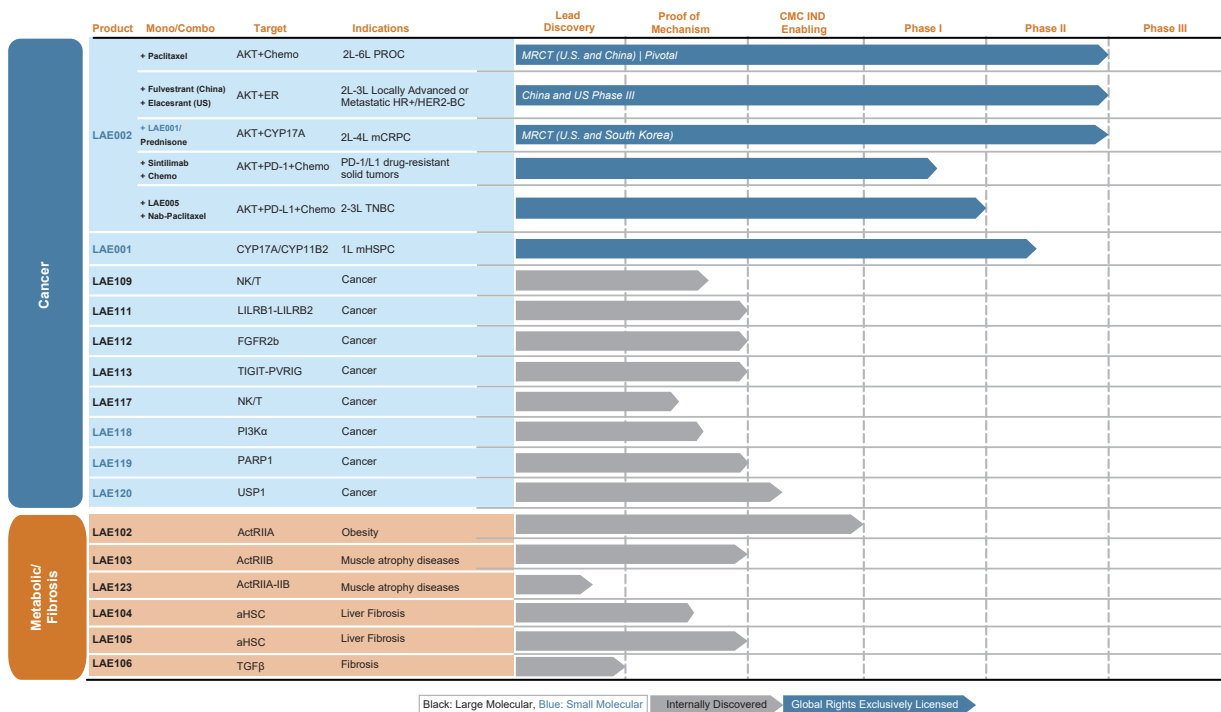 Product Mono/Combo Target Indications Lead Discovery Proof of Mechanism CMC IND Enabling Phase I Phase II Phase III
Cancer
LAE002
+ Paclitaxel AKT+Chemo 2L-6L PROC MRCT (U.S. and China) | Pivotal
+ Fulvestrant (China)
+ Elacesrant (US)
AKT+ER
2L-3L Locally Advanced or
Metastatic HR+/HER2-BC
China and US Phase III
+ LAE001/
Prednisone
AKT+CYP17A 2L-4L mCRPC MRCT (U.S. and South Korea)
+ Sintilimab
+ Chemo
AKT+PD-1+Chemo
PD-1/L1 drug-resistant
solid tumors
+ LAE005
+ Nab-Paclitaxel
AKT+PD-L1+Chemo 2-3L TNBC
LAE001 CYP17A/CYP11B2 1L mHSPC
LAE109 NK/T Cancer
LAE111 LILRB1-LILRB2 Cancer
LAE112 FGFR2b Cancer
LAE113 TIGIT-PVRIG Cancer
LAE117 NK/T Cancer
LAE118 PI3Kα Cancer
LAE119 PARP1 Cancer
LAE120 USP1 Cancer
Metabolic/
Fibrosis
LAE102 ActRIIA Obesity
LAE103 ActRIIB Muscle atrophy diseases
LAE123 ActRIIA-IIB Muscle atrophy diseases
LAE104 aHSC Liver Fibrosis
LAE105 aHSC Liver Fibrosis
LAE106 TGFβ Fibrosis
Black: Large Molecular, Blue: Small Molecular Internally Discovered Global Rights Exclusively Licensed